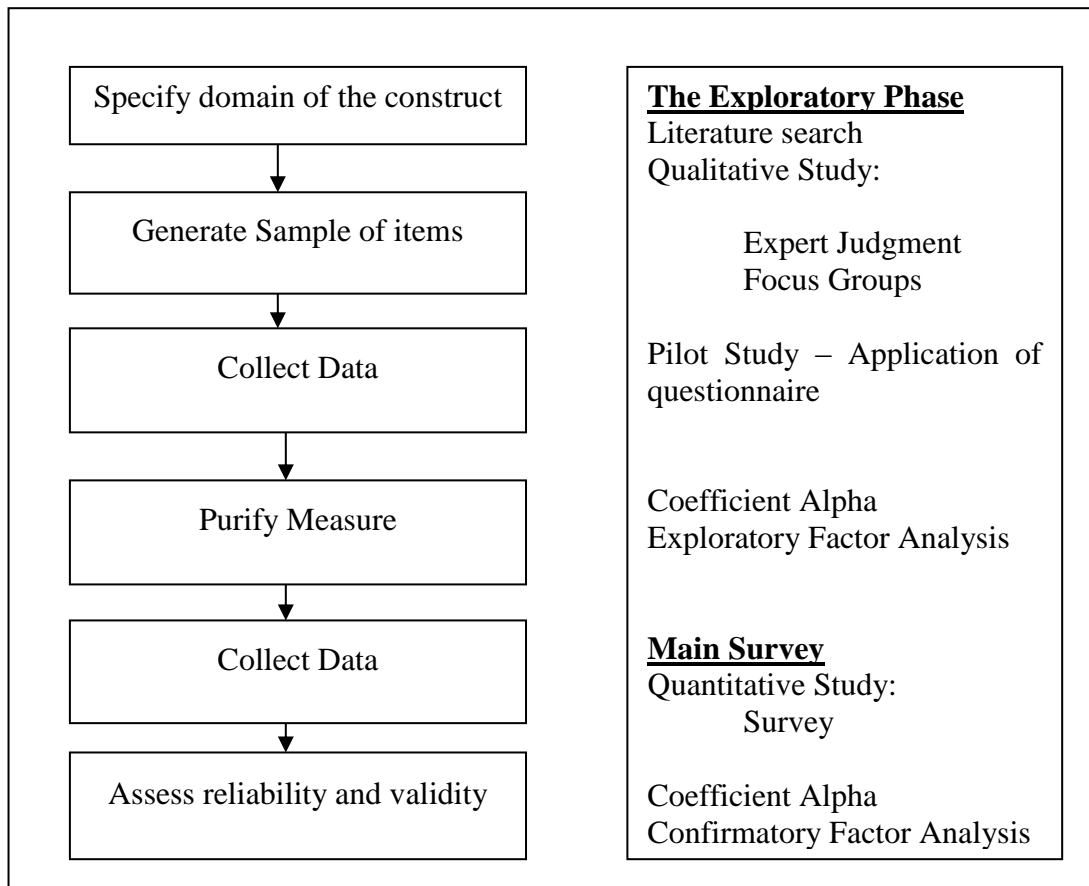 Specify domain of the construct
Generate Sample of items
Collect Data
Purify Measure
Collect Data
Assess reliability and validity
The Exploratory Phase
Literature search
Qualitative Study:
Expert Judgment
Focus Groups
Pilot Study – Application of
questionnaire
Coefficient Alpha
Exploratory Factor Analysis
Main Survey
Quantitative Study:
Survey
Coefficient Alpha
Confirmatory Factor Analysis